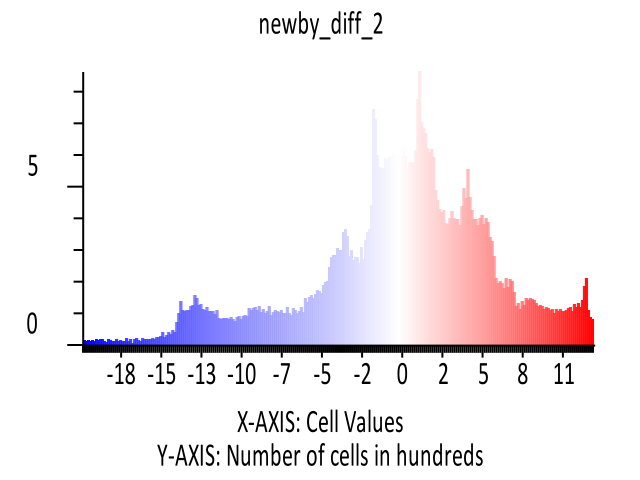 newby_diff_2
5
0
-18 -15 -13 -10 -7 -5 -2 0 2 5 8 11
X-AXIS: Cell Values
Y-AXIS: Number of cells in hundreds